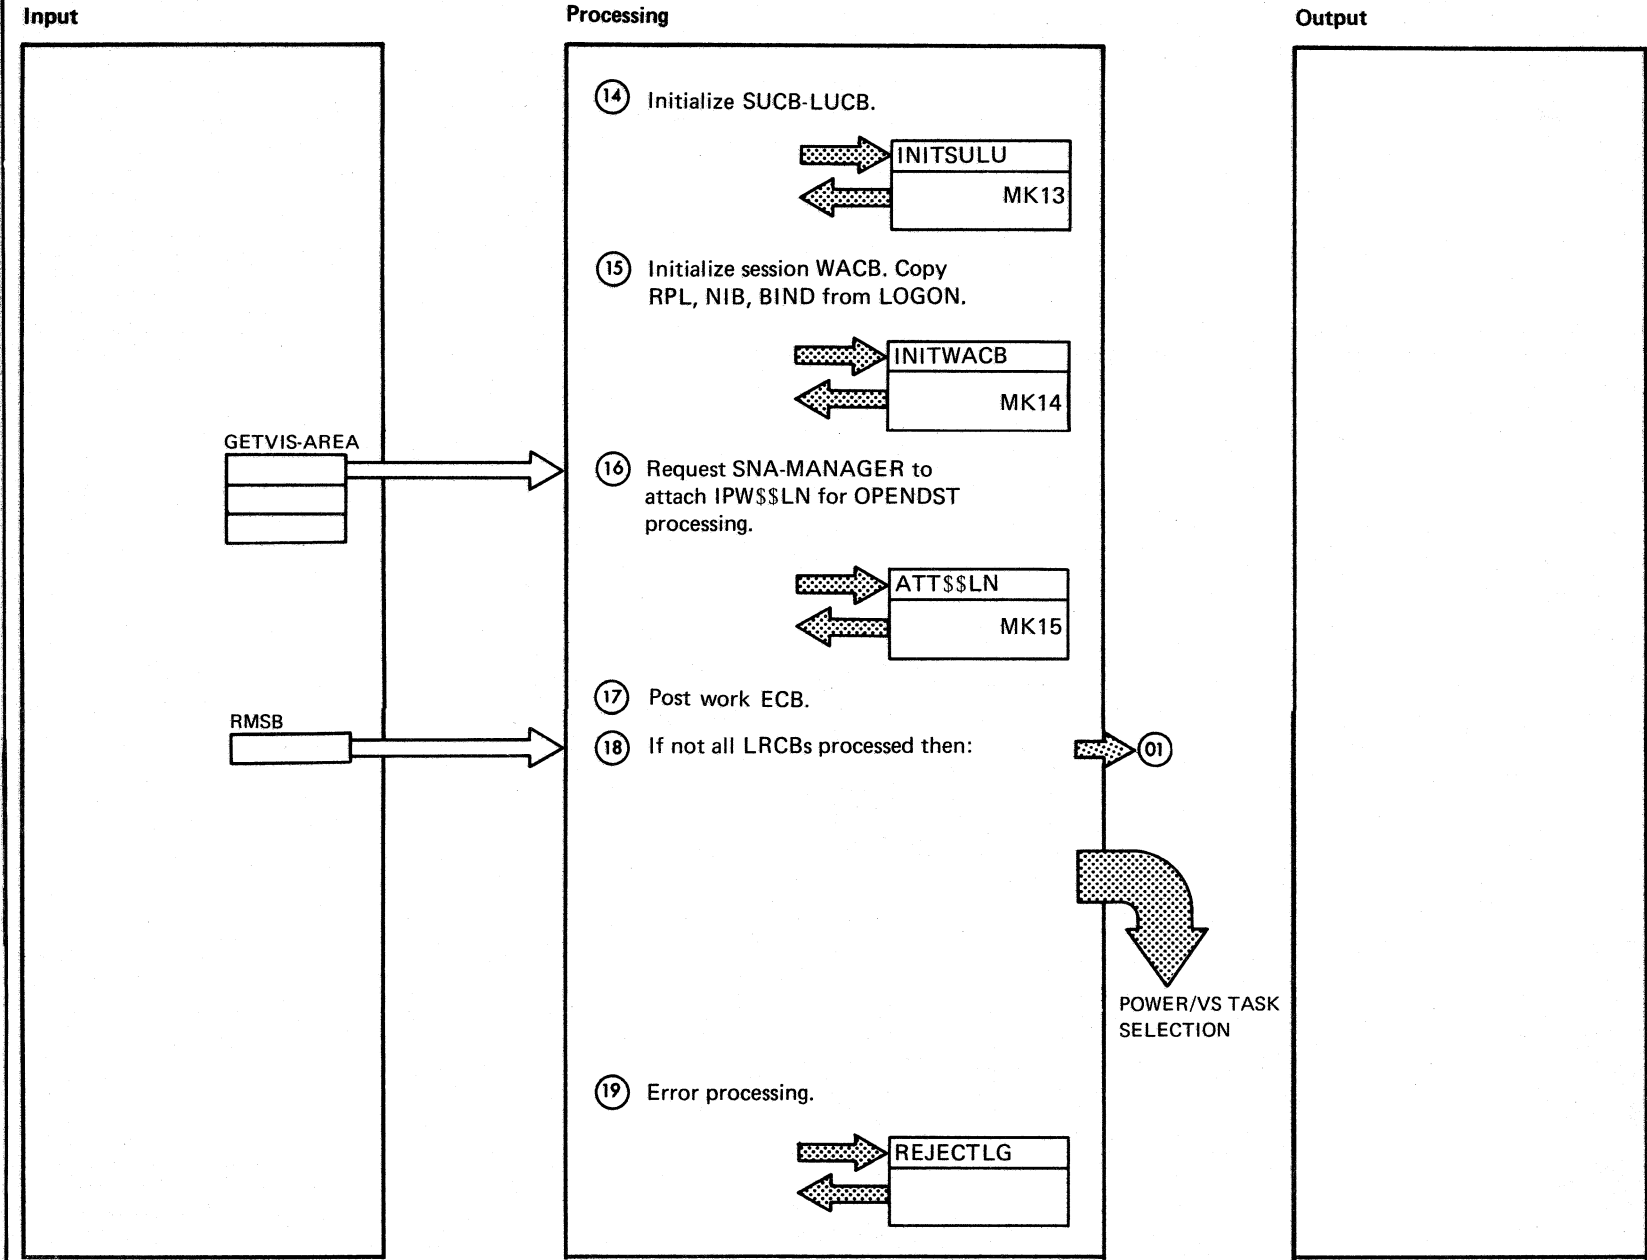 Input
Processing
Output
14 Initialize SUCB-LUCB.
INITSULU
MK13
15 Initialize session WACB. Copy
RPL, NIB, BIND from LOGON.
INITWACB
MK14
GETVIS-AREA
16 Request SNA-MANAGER to
attach IPW$$LN for OPENDST
processing.
ATT$$LN
MK15
17 Post work ECB.
RMSB
18 If not all LRCBs processed then:
01
POWER/VS TASK
SELECTION
19 Error processing.
REJECTLG